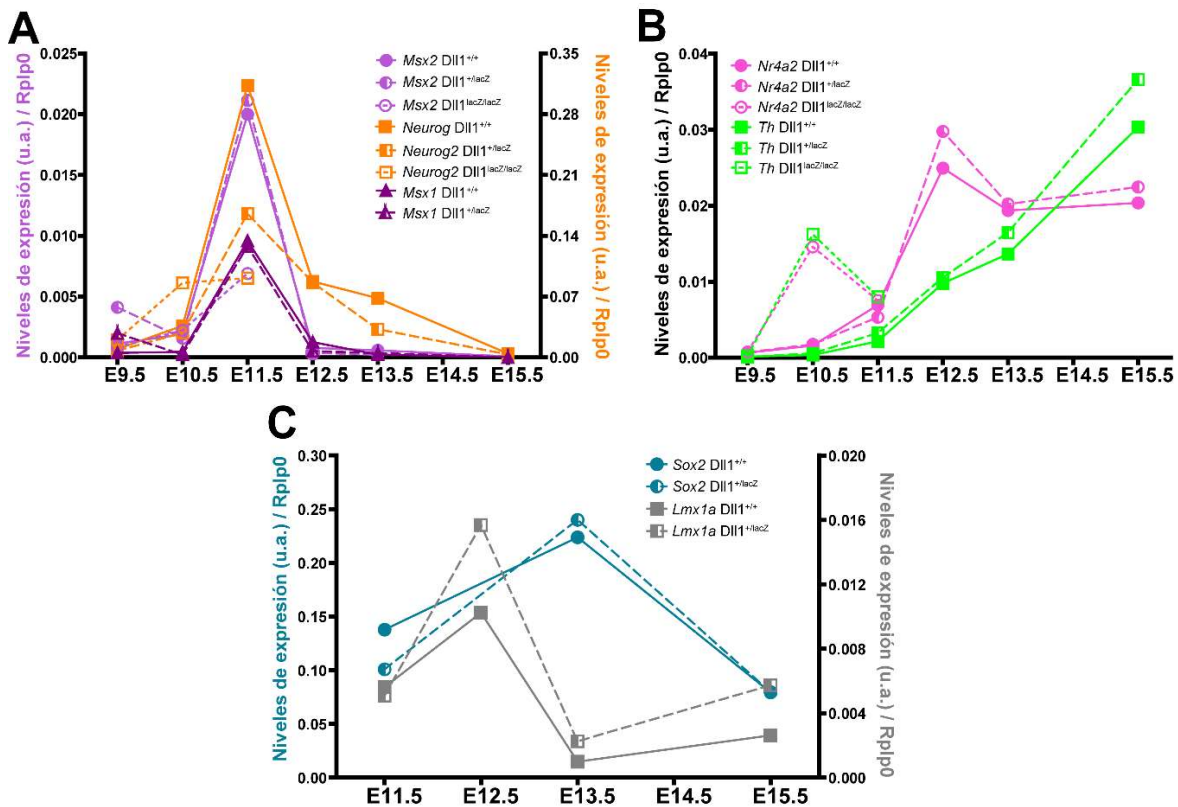 A
Niveles de expresión (u.a.) / Rplp0
0.025
0.020
0.015
0.010
0.005
0.000
Msx2 Dll1+/+
Msx2 Dll1+/lacZ
Msx2 Dll1lacZ/lacZ
Neurog Dll1+/+
Neurog2 Dll1+/lacZ
Neurog2 Dll1lacZ/lacZ
Msx1 Dll1+/+
Msx1 Dll1+/lacZ
0.35
0.28
0.21
0.14
0.07
0.00
Niveles de expresión (u.a.) / Rplp0
E9.5 E10.5 E11.5 E12.5 E13.5 E14.5 E15.5
B
Niveles de expresión (u.a.) / Rplp0
0.04
0.03
0.02
0.01
0.00
Nr4a2 Dll1+/+
Nr4a2 Dll1+/lacZ
Nr4a2 Dll1lacZ/lacZ
Th Dll1+/+
Th Dll1+/lacZ
Th Dll1lacZ/lacZ
E9.5 E10.5 E11.5 E12.5 E13.5 E14.5 E15.5
C
Niveles de expresión (u.a.) / Rplp0
0.30
0.25
0.20
0.15
0.10
0.05
0.00
Sox2 Dll1+/+
Sox2 Dll1+/lacZ
Lmx1a Dll1+/+
Lmx1a Dll1+/lacZ
0.020
0.016
0.012
0.008
0.004
0.000
Niveles de expresión (u.a.) / Rplp0
E11.5 E12.5 E13.5 E14.5 E15.5